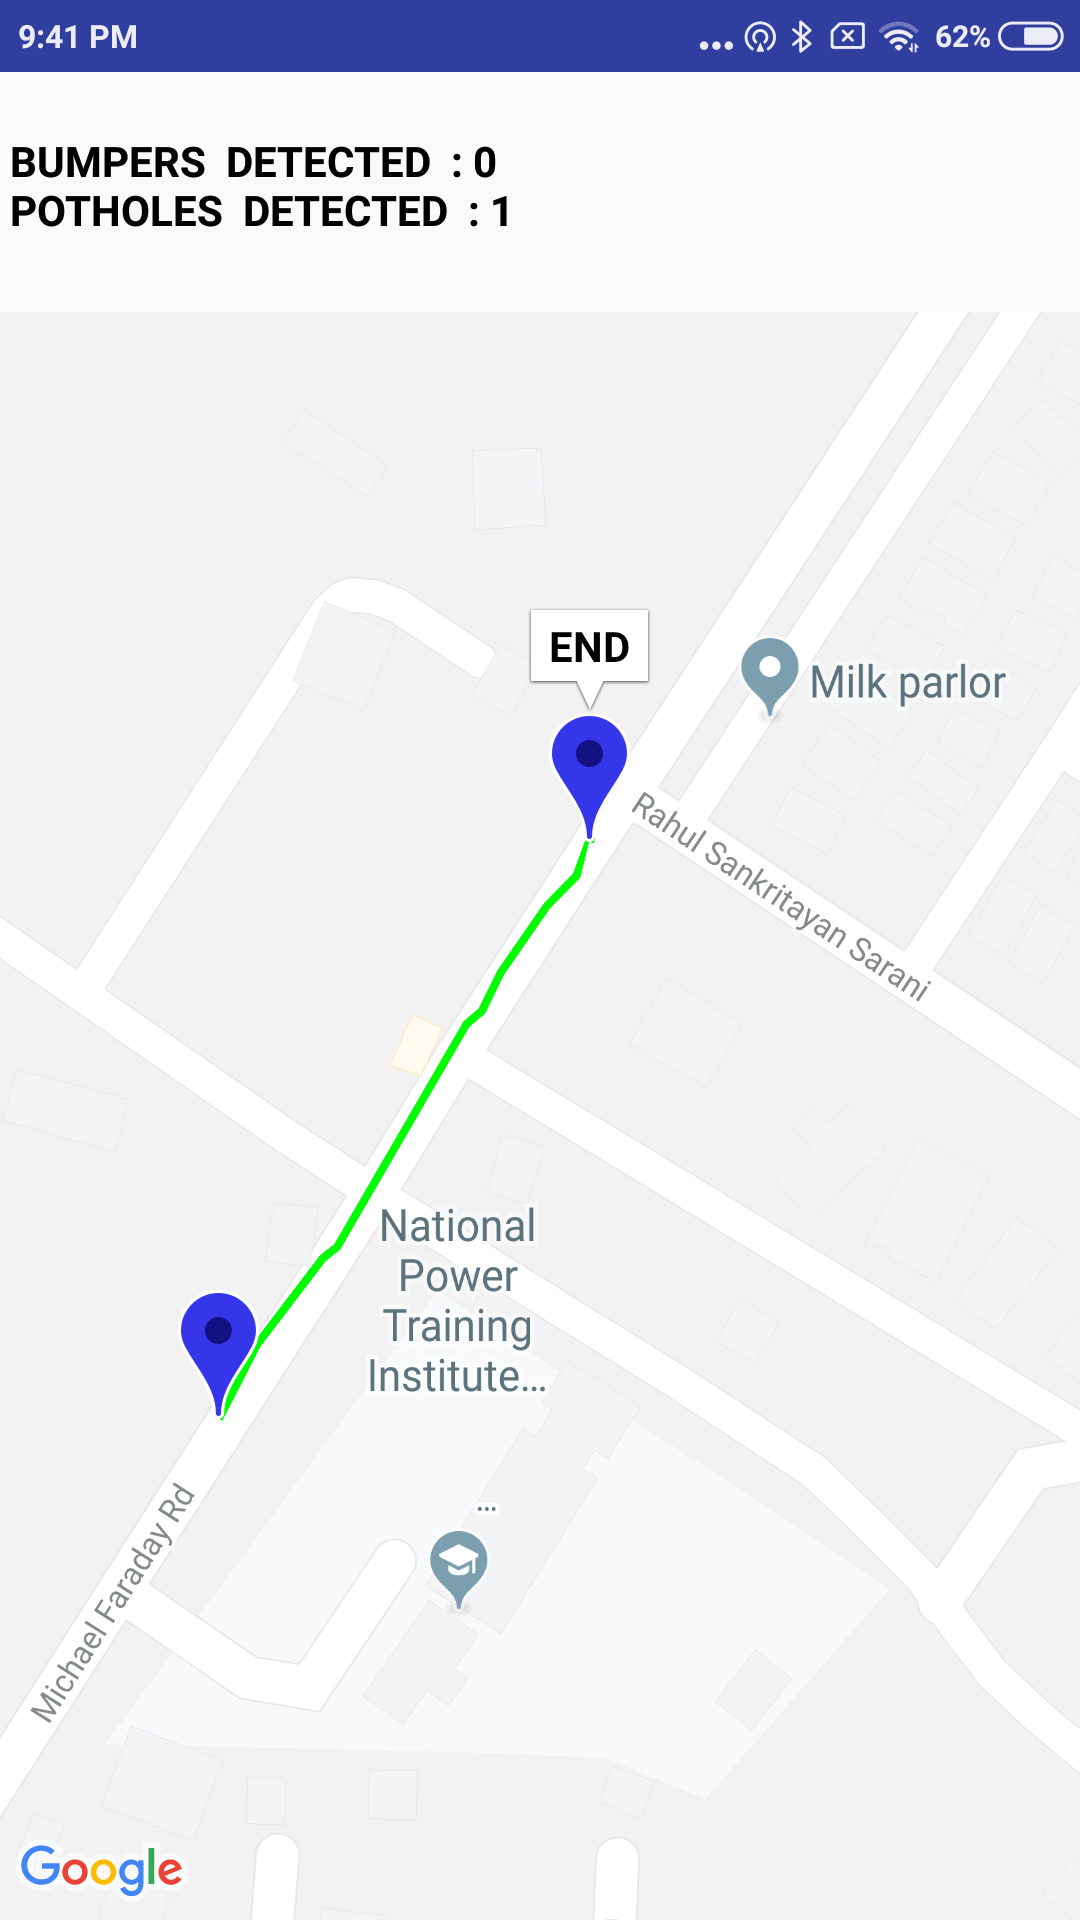 9:41 PM
62%
BUMPERS DETECTED : 0
POTHOLES DETECTED : 1
END
Milk parlor
Rahul Sankritayan Sarani
National
Power
Training
Institute...
...
Michael Faraday Rd
Google